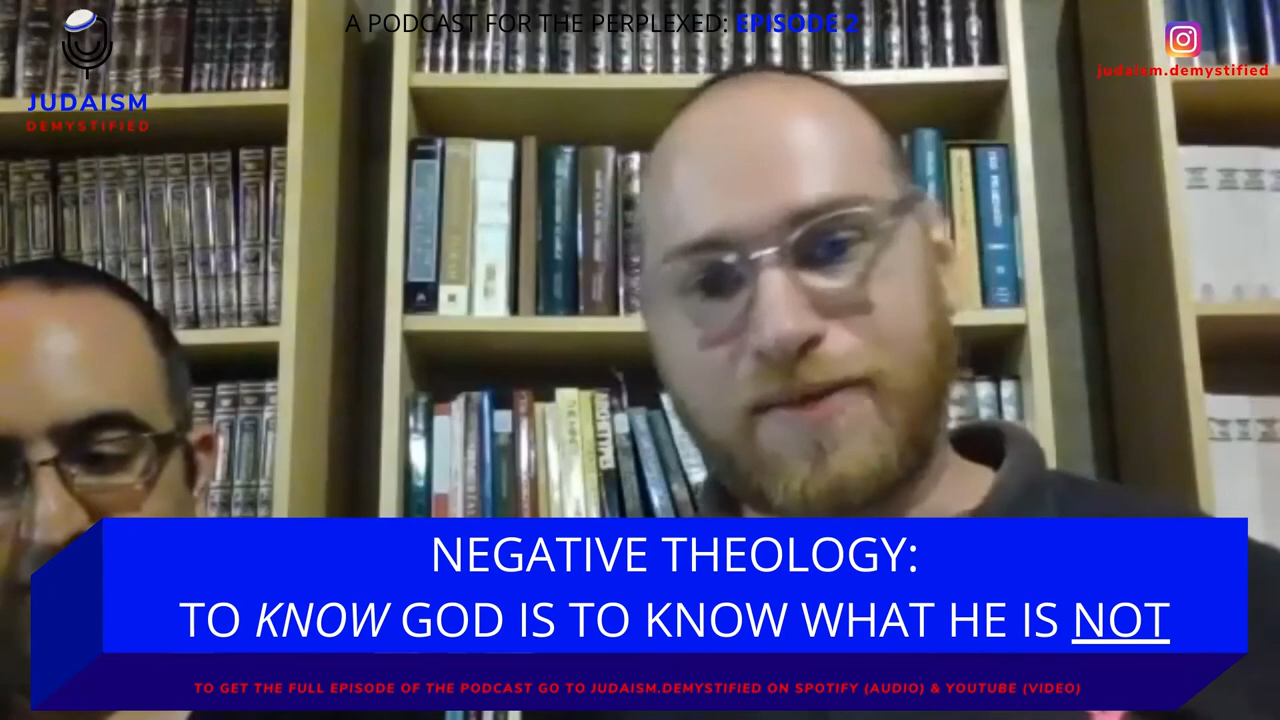 A PODCAST FOR THE PERPLEXED: EPISODE 2
JUDAISM
DEMYSTIFIED
judaism.demystified
NEGATIVE THEOLOGY:
TO KNOW GOD IS TO KNOW WHAT HE IS NOT
TO GET THE FULL EPISODE OF THE PODCAST GO TO JUDAISM.DEMYSTIFIED ON SPOTIFY (AUDIO) & YOUTUBE (VIDEO)